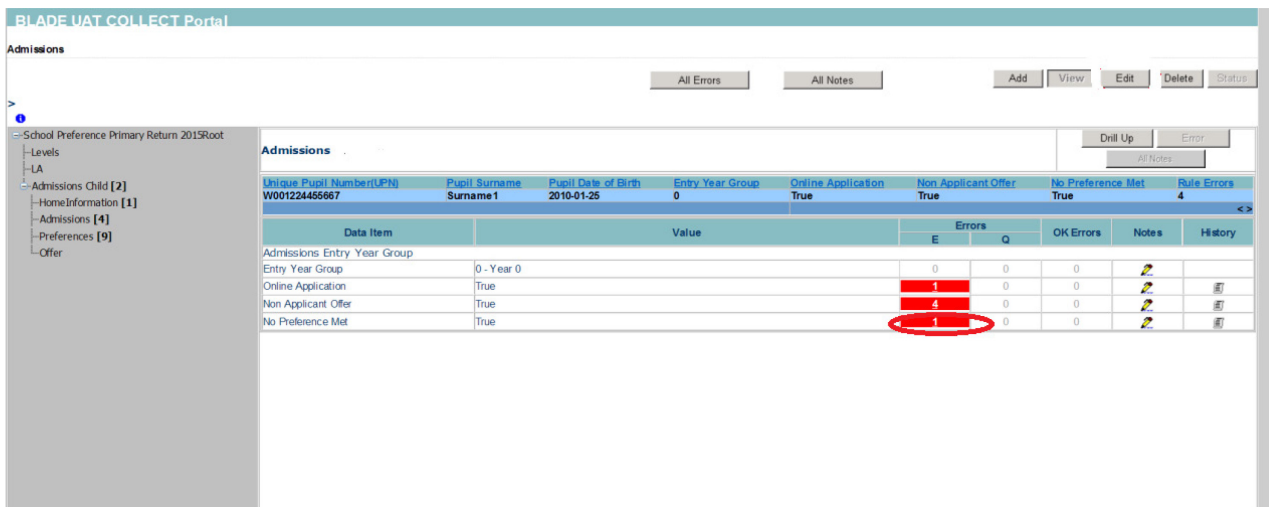 BLADE UAT COLLECT Portal
Admissions
All Errors All Notes Add View Edit Delete Status
>
School Preference Primary Return 2015Root
Levels
LA
Admissions Child [2]
HomeInformation [1]
Admissions [4]
Preferences [9]
Offer
Admissions
Drill Up Error
All Notes
Unique Pupil Number(UPN) Pupil Surname Pupil Date of Birth Entry Year Group Online Application Non Applicant Offer No Preference Met Rule Errors
W001224455667 Surname1 2010-01-25 0 True True True 4
< >
Data Item Value Errors OK Errors Notes History
E Q
Admissions Entry Year Group
Entry Year Group 0 - Year 0 0 0 0
Online Application True 1 0 0
Non Applicant Offer True 4 0 0
No Preference Met True 1 0 0